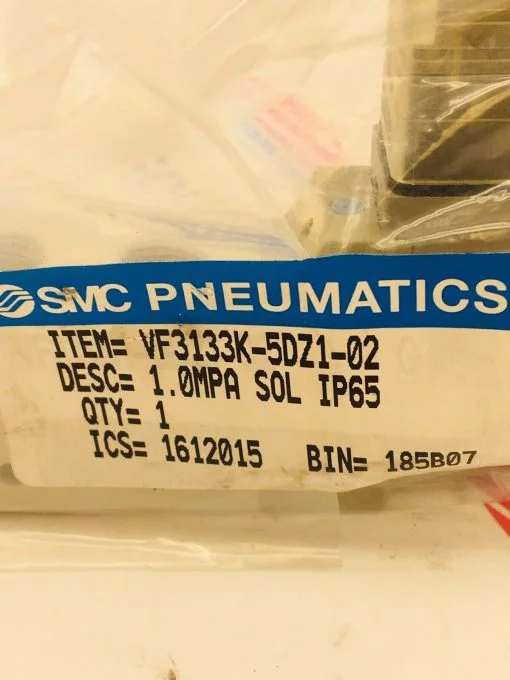 SMC PNEUMATICS
ITEM= VF3133K-5DZ1-02
DESC= 1.0MPA SOL IP65
QTY= 1
ICS= 1612015 BIN= 185B07